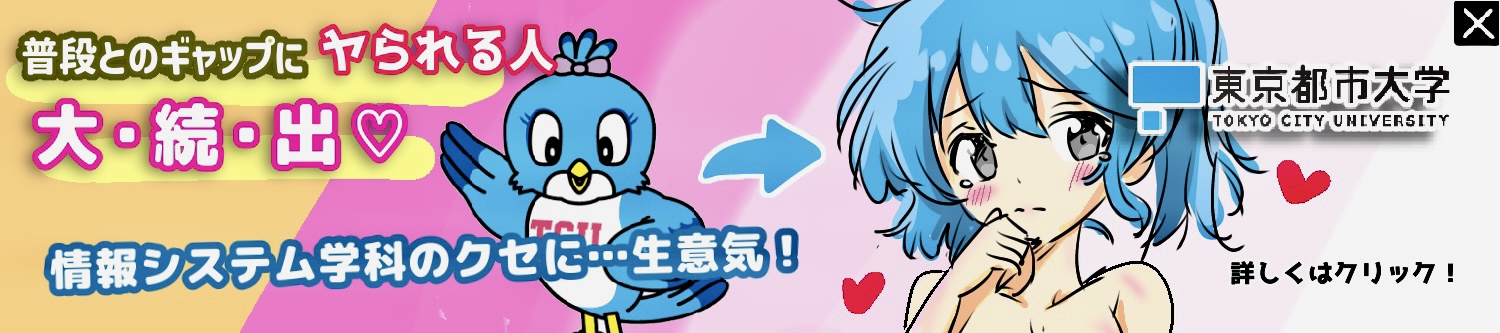 普段とのギャップに ヤられる人
大・続・出♡
TCU
情報システム学科のクセに…生意気！
東京都市大学
TOKYO CITY UNIVERSITY
詳しくはクリック！